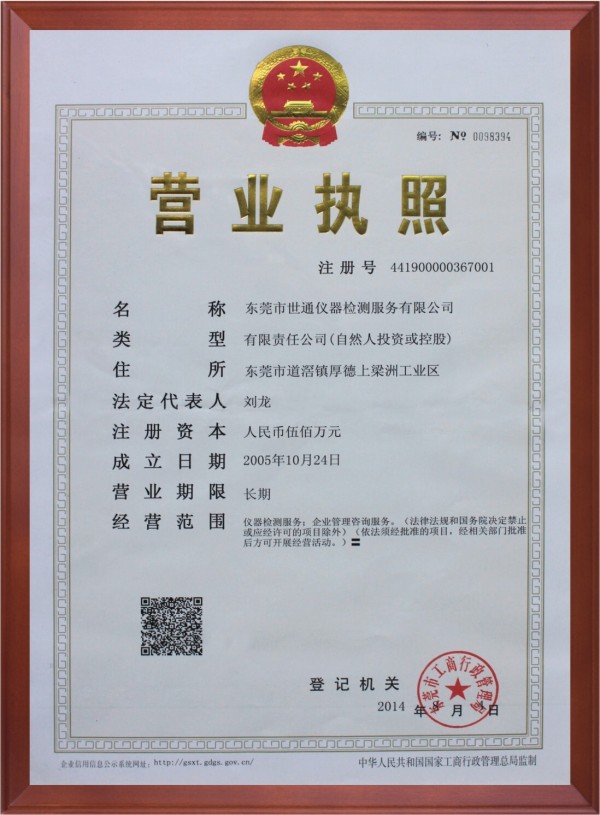 编号: № 0098394
营业执照
注册号 441900000367001
名称 东莞市世通仪器检测服务有限公司
类型 有限责任公司(自然人投资或控股)
住所 东莞市道滘镇厚德上梁洲工业区
法定代表人 刘龙
注册资本 人民币伍佰万元
成立日期 2005年10月24日
营业期限 长期
经营范围 仪器检测服务；企业管理咨询服务。（法律法规和国务院决定禁止
或应经许可的项目除外）（依法须经批准的项目，经相关部门批准
后方可开展经营活动。）〓
登记机关
东莞市工商行政管理局
2014 年 月 日
企业信用信息公示系统网址: http://gsxt.gdgs.gov.cn/
中华人民共和国国家工商行政管理总局监制